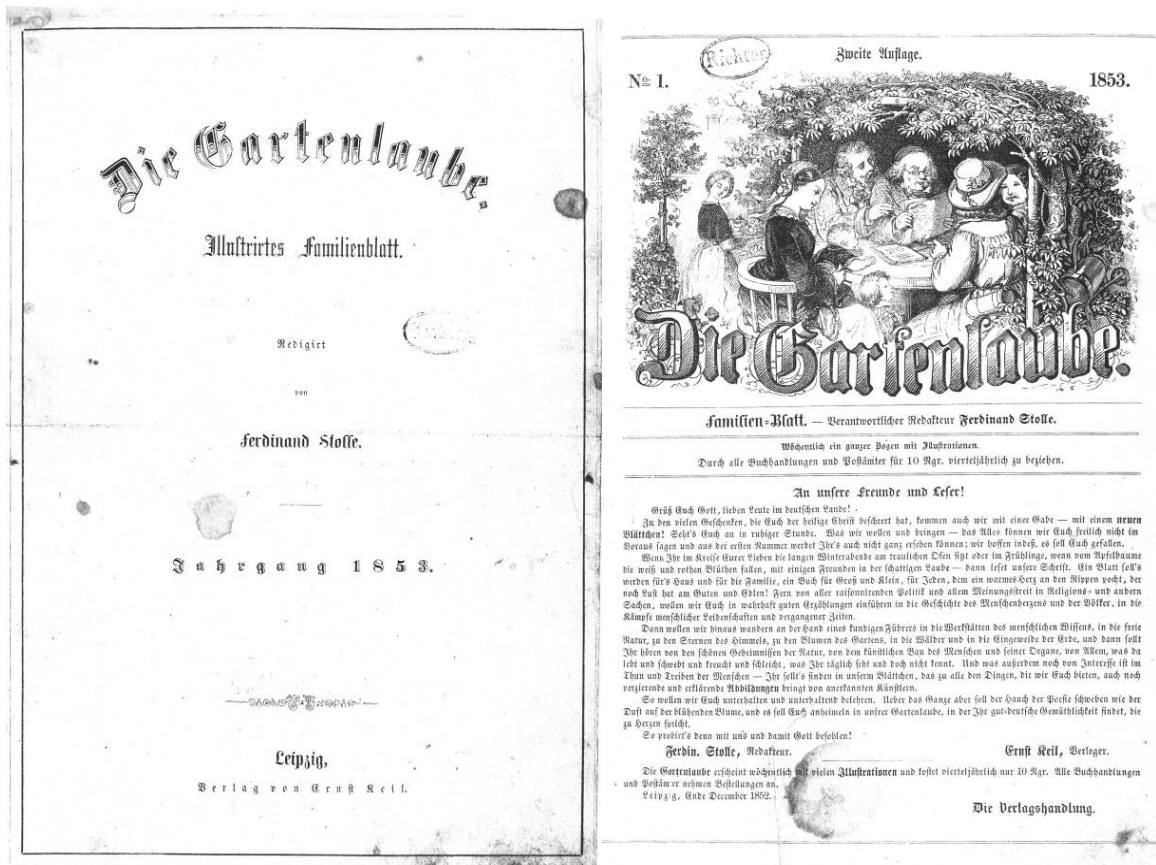 Die Gartenlaube.
Illustrirtes Familienblatt.
Redigirt
von
Ferdinand Stolle.
Jahrgang 1853.
Leipzig,
Verlag von Ernst Keil.
Richter
Zweite Auflage.
No 1.
1853.
Die Gartenlaube.
Familien-Blatt. — Verantwortlicher Redakteur Ferdinand Stolle.
Wöchentlich ein ganzer Bogen mit Illustrationen.
Durch alle Buchhandlungen und Postämter für 10 Ngr. vierteljährlich zu beziehen.
An unsere Freunde und Leser!
Grüß Euch Gott, lieben Leute im deutschen Lande!
Zu den vielen Geschenken, die Euch der heilige Christ bescheert hat, kommen auch wir mit einer Gabe — mit einem neuen
Blättchen! Seht's Euch an in ruhiger Stunde. Was wir wollen und bringen — das Alles können wir Euch freilich nicht im
Voraus sagen und aus der ersten Nummer werdet Ihr's auch nicht ganz ersehen können; wir hoffen indeß, es soll Euch gefallen.
Wenn Ihr im Kreise Eurer Lieben die langen Winterabende am traulichen Ofen sitzt oder im Frühlinge, wenn vom Apfelbaume
die weiß und rothen Blüthen fallen, mit einigen Freunden in der schattigen Laube — dann leset unsere Schrift. Ein Blatt soll's
werden für's Haus und für die Familie, ein Buch für Groß und Klein, für Jeden, dem ein warmes Herz an den Rippen pocht, der
noch Lust hat am Guten und Edlen! Fern von aller raisonnirenden Politik und allem Meinungsstreit in Religions- und andern
Sachen, wollen wir Euch in wahrhaft guten Erzählungen einführen in die Geschichte des Menschenherzens und der Völker, in die
Kämpfe menschlicher Leidenschaften und vergangener Zeiten.
Dann wollen wir hinaus wandern an der Hand eines kundigen Führers in die Werkstätten des menschlichen Wissens, in die freie
Natur, zu den Sternen des Himmels, zu den Blumen des Gartens, in die Wälder und in die Eingeweide der Erde, und dann sollt
Ihr hören von den schönen Geheimnissen der Natur, von dem künstlichen Bau des Menschen und seiner Organe, von Allem, was da
lebt und schwebt und kreucht und schleicht, was Ihr täglich seht und doch nicht kennt. Und was außerdem noch von Interesse ist im
Thun und Treiben der Menschen — Ihr sollt's finden in unserm Blättchen, das zu alle den Dingen, die wir Euch bieten, auch noch
verzierende und erklärende Abbildungen bringt von anerkannten Künstlern.
So wollen wir Euch unterhalten und unterhaltend belehren. Ueber das Ganze aber soll der Hauch der Poesie schweben wie der
Duft auf der blühenden Blume, und es soll Euch anheimeln in unsrer Gartenlaube, in der Ihr gut-deutsche Gemüthlichkeit findet, die
zu Herzen spricht.
So probirt's denn mit uns und damit Gott befohlen!
Ferdin. Stolle, Redakteur.
Ernst Keil, Verleger.
Die Gartenlaube erscheint wöchentlich mit vielen Illustrationen und kostet vierteljährlich nur 10 Ngr. Alle Buchhandlungen
und Postämter nehmen Bestellungen an.
Leipzig, Ende December 1852.
Die Verlagshandlung.